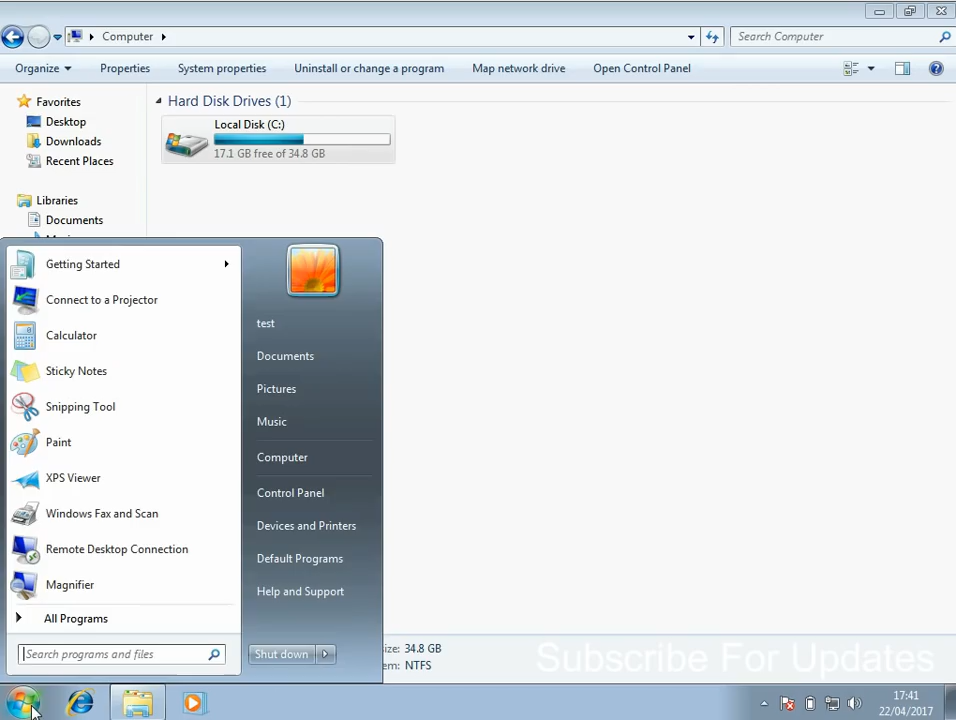 Computer
Search Computer
Organize
Properties
System properties
Uninstall or change a program
Map network drive
Open Control Panel
Favorites
Desktop
Downloads
Recent Places
Libraries
Documents
Hard Disk Drives (1)
Local Disk (C:)
17.1 GB free of 34.8 GB
Getting Started
Connect to a Projector
Calculator
Sticky Notes
Snipping Tool
Paint
XPS Viewer
Windows Fax and Scan
Remote Desktop Connection
Magnifier
All Programs
Search programs and files
test
Documents
Pictures
Music
Computer
Control Panel
Devices and Printers
Default Programs
Help and Support
Shut down
34.8 GB
NTFS
Subscribe For Updates
17:41
22/04/2017